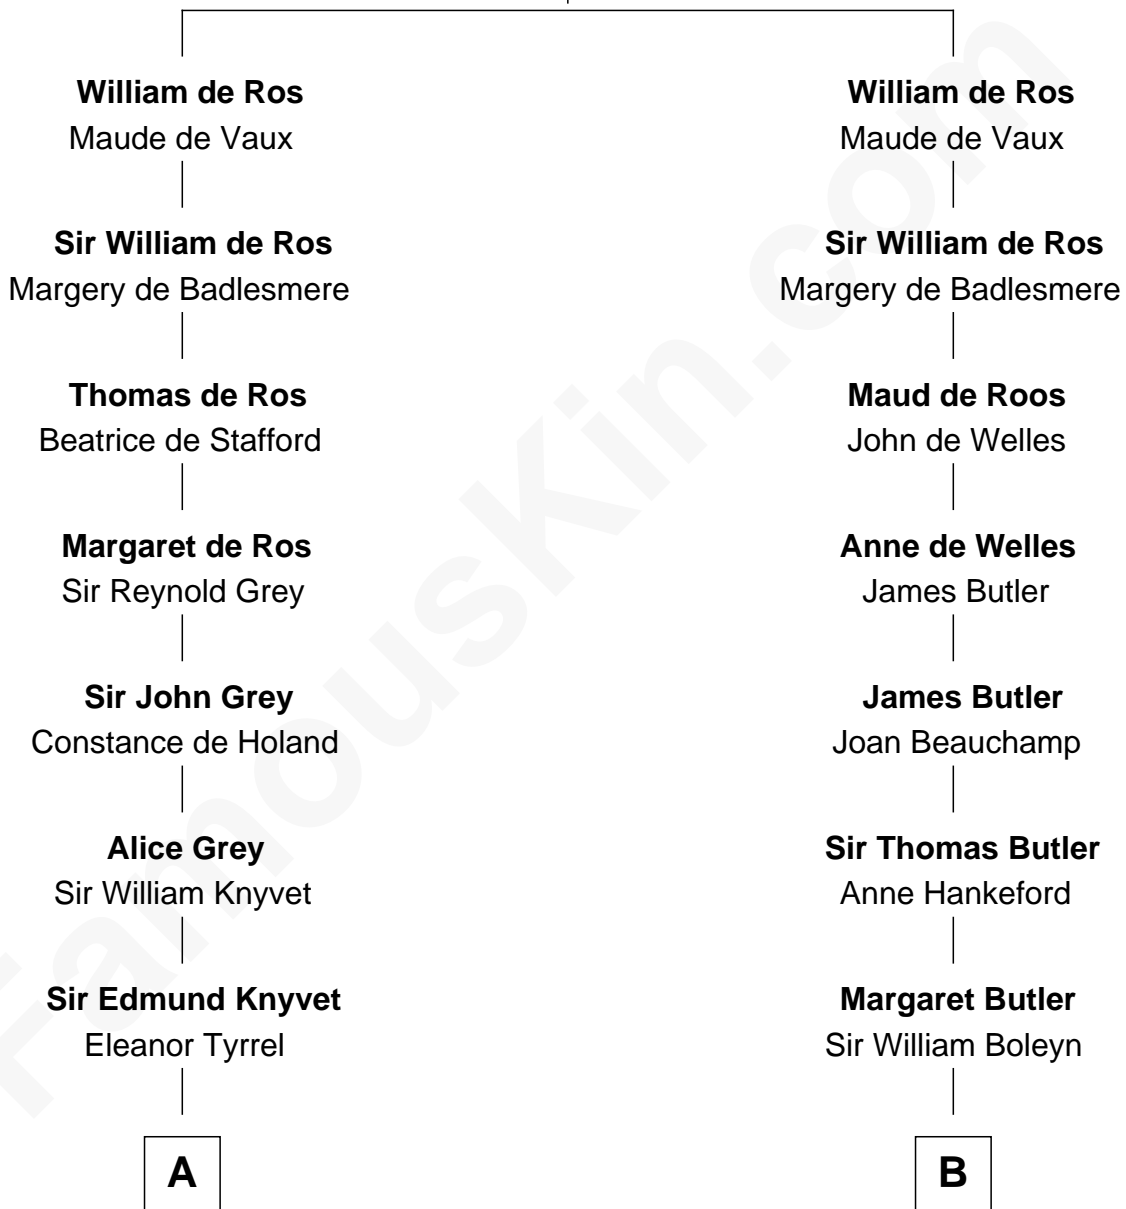 William de Ros
Maude de Vaux
Sir William de Ros
Margery de Badlesmere
Thomas de Ros
Beatrice de Stafford
Margaret de Ros
Sir Reynold Grey
Sir John Grey
Constance de Holand
Alice Grey
Sir William Knyvet
Sir Edmund Knyvet
Eleanor Tyrrel
A
William de Ros
Maude de Vaux
Sir William de Ros
Margery de Badlesmere
Maud de Roos
John de Welles
Anne de Welles
James Butler
James Butler
Joan Beauchamp
Sir Thomas Butler
Anne Hankeford
Margaret Butler
Sir William Boleyn
B
FamousKin.com